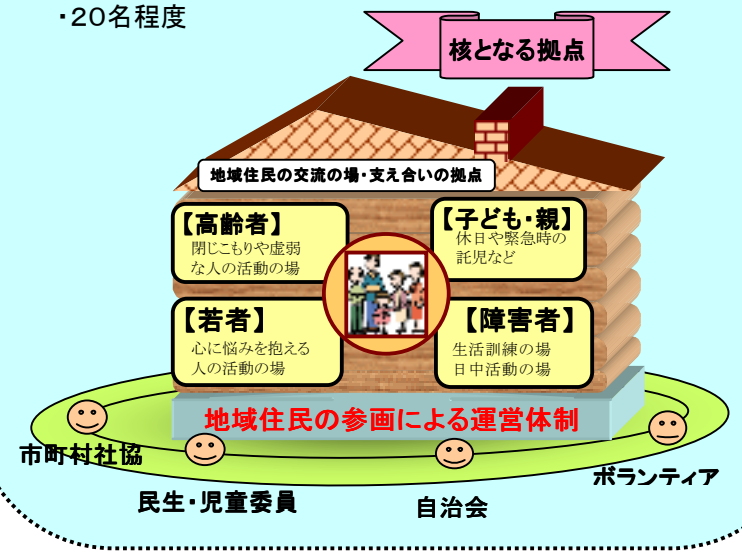 ・20名程度
核となる拠点
地域住民の交流の場・支え合いの拠点
【高齢者】
閉じこもりや虚弱
な人の活動の場
【子ども・親】
休日や緊急時の
託児など
【若者】
心に悩みを抱える
人の活動の場
【障害者】
生活訓練の場
日中活動の場
地域住民の参画による運営体制
市町村社協
民生・児童委員
自治会
ボランティア